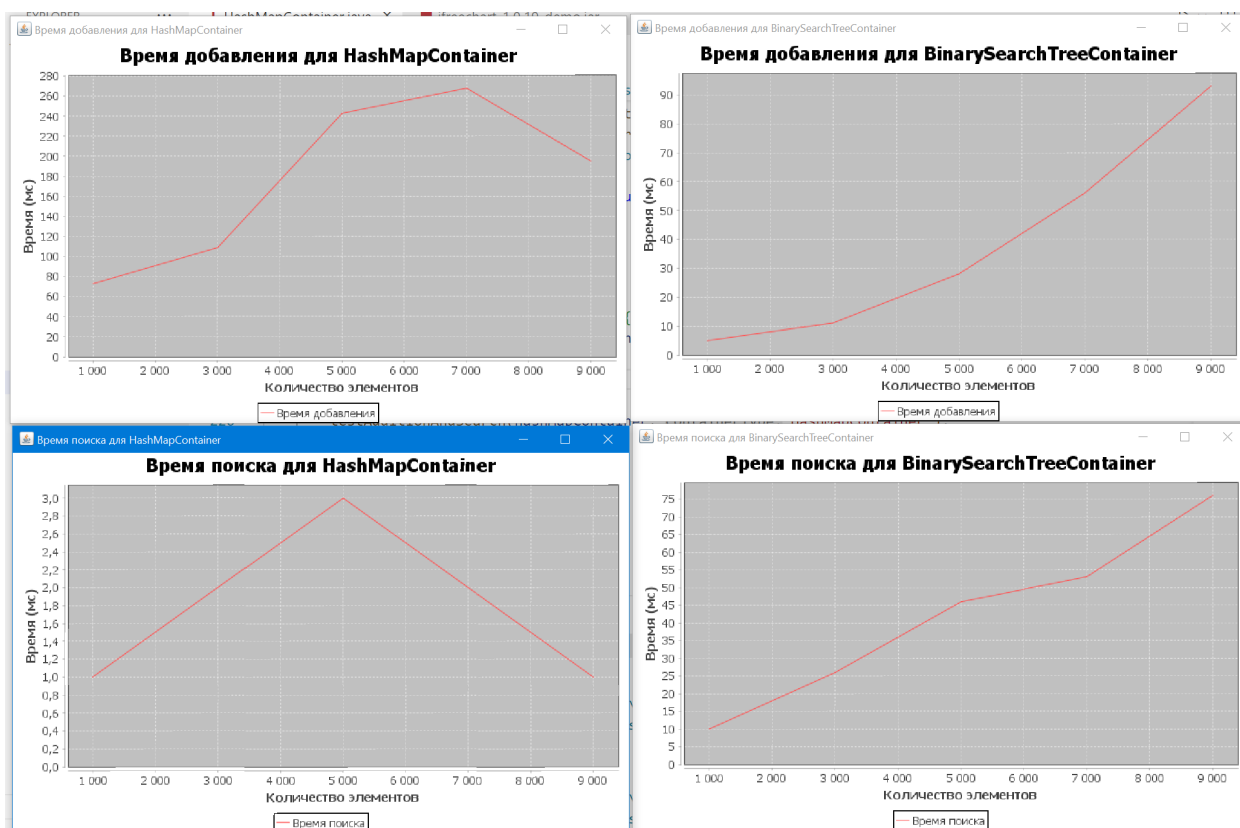 EXPLORER
HashMapContainer.java
jfreechart-1.0.19-demo.jar
Время добавления для HashMapContainer
Время добавления для HashMapContainer
280
260
240
220
200
180
160
140
120
100
80
60
40
20
0
Время (мс)
1 000 2 000 3 000 4 000 5 000 6 000 7 000 8 000 9 000
Количество элементов
Время добавления
Время добавления для BinarySearchTreeContainer
Время добавления для BinarySearchTreeContainer
90
80
70
60
50
40
30
20
10
0
Время (мс)
1 000 2 000 3 000 4 000 5 000 6 000 7 000 8 000 9 000
Количество элементов
Время добавления
Время поиска для HashMapContainer
Время поиска для HashMapContainer
3,0
2,8
2,6
2,4
2,2
2,0
1,8
1,6
1,4
1,2
1,0
0,8
0,6
0,4
0,2
0,0
Время (мс)
1 000 2 000 3 000 4 000 5 000 6 000 7 000 8 000 9 000
Количество элементов
Время поиска
Время поиска для BinarySearchTreeContainer
Время поиска для BinarySearchTreeContainer
75
70
65
60
55
50
45
40
35
30
25
20
15
10
5
0
Время (мс)
1 000 2 000 3 000 4 000 5 000 6 000 7 000 8 000 9 000
Количество элементов
Время поиска